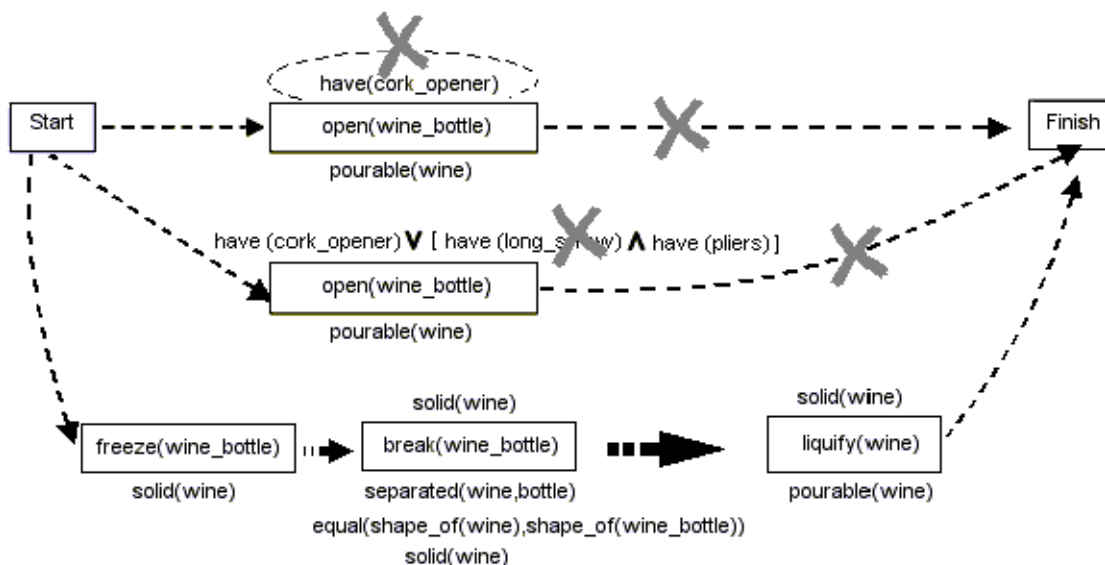 have(cork_opener)
Start
open(wine_bottle)
Finish
pourable(wine)
have (cork_opener) V [ have (long_screw) Λ have (pliers) ]
open(wine_bottle)
pourable(wine)
solid(wine)
solid(wine)
freeze(wine_bottle)
break(wine_bottle)
liquify(wine)
solid(wine)
separated(wine,bottle)
pourable(wine)
equal(shape_of(wine),shape_of(wine_bottle))
solid(wine)